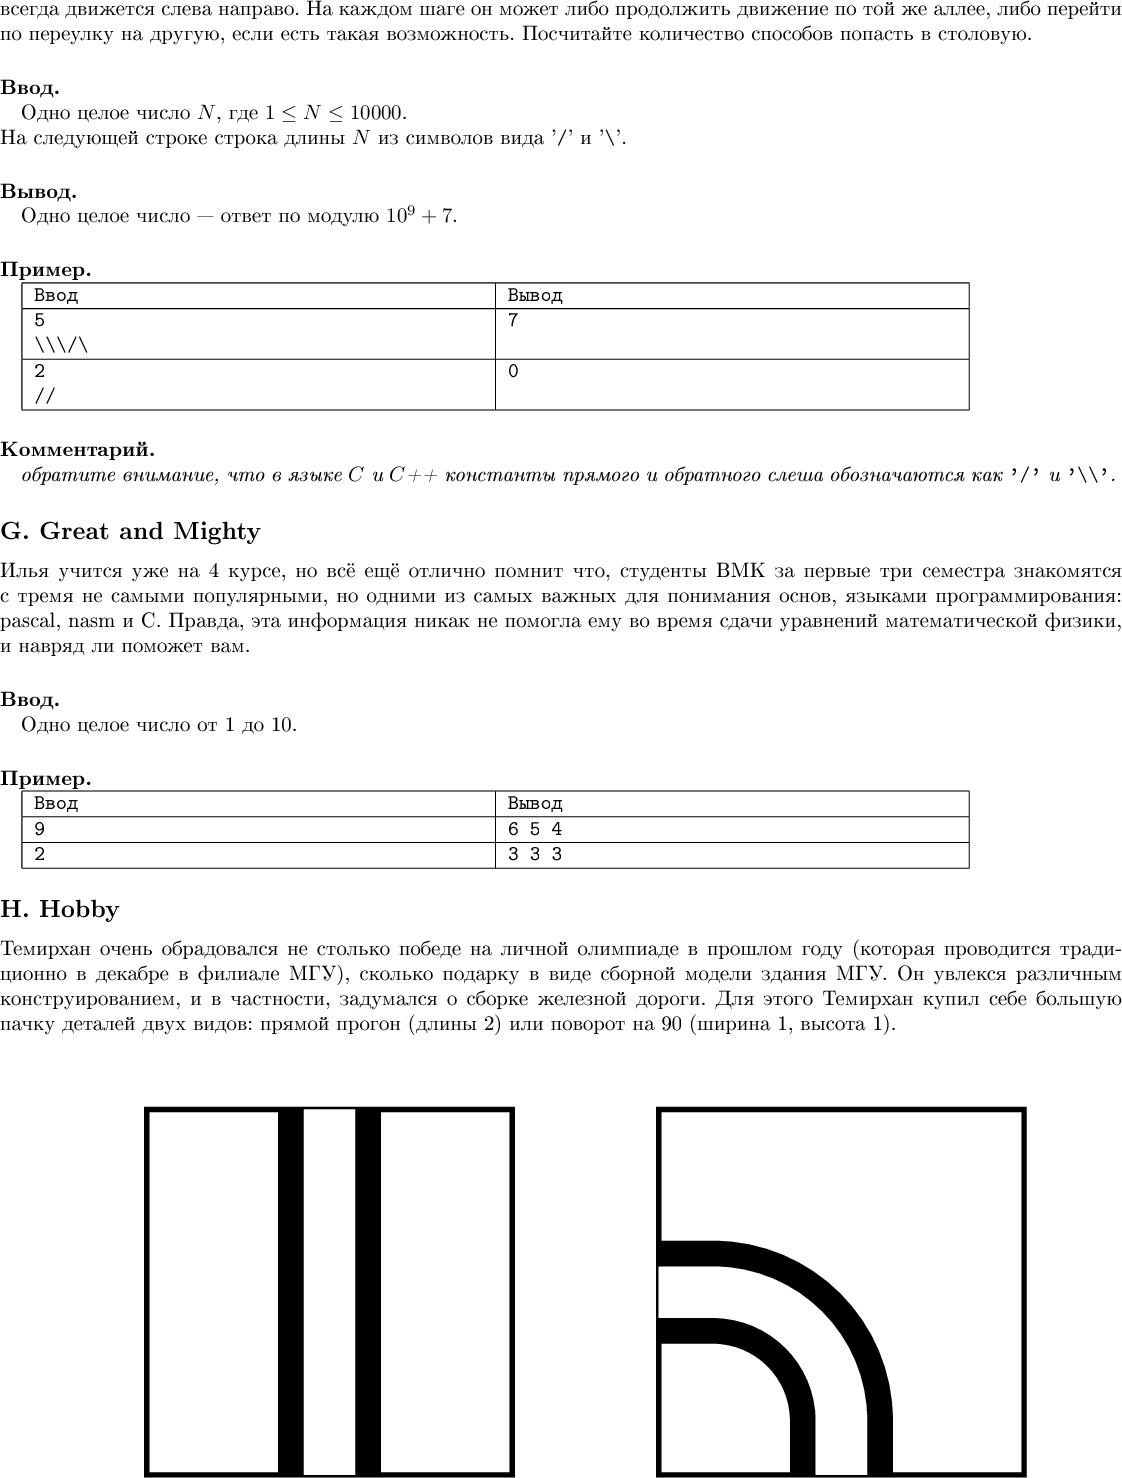 всегда движется слева направо. На каждом шаге он может либо продолжить движение по той же аллее, либо перейти
по переулку на другую, если есть такая возможность. Посчитайте количество способов попасть в столовую.
Ввод.
Одно целое число N, где 1 ≤ N ≤ 10000.
На следующей строке строка длины N из символов вида '/' и '\'.
Вывод.
Одно целое число — ответ по модулю 10⁹ + 7.
Пример.
Ввод Вывод
5 7
\\\/\
2 0
//
Комментарий.
обратите внимание, что в языке C и C++ константы прямого и обратного слеша обозначаются как '/' и '\\'.
G. Great and Mighty
Илья учится уже на 4 курсе, но всё ещё отлично помнит что, студенты ВМК за первые три семестра знакомятся
с тремя не самыми популярными, но одними из самых важных для понимания основ, языками программирования:
pascal, nasm и C. Правда, эта информация никак не помогла ему во время сдачи уравнений математической физики,
и навряд ли поможет вам.
Ввод.
Одно целое число от 1 до 10.
Пример.
Ввод Вывод
9 6 5 4
2 3 3 3
H. Hobby
Темирхан очень обрадовался не столько победе на личной олимпиаде в прошлом году (которая проводится тради-
ционно в декабре в филиале МГУ), сколько подарку в виде сборной модели здания МГУ. Он увлекся различным
конструированием, и в частности, задумался о сборке железной дороги. Для этого Темирхан купил себе большую
пачку деталей двух видов: прямой прогон (длины 2) или поворот на 90 (ширина 1, высота 1).